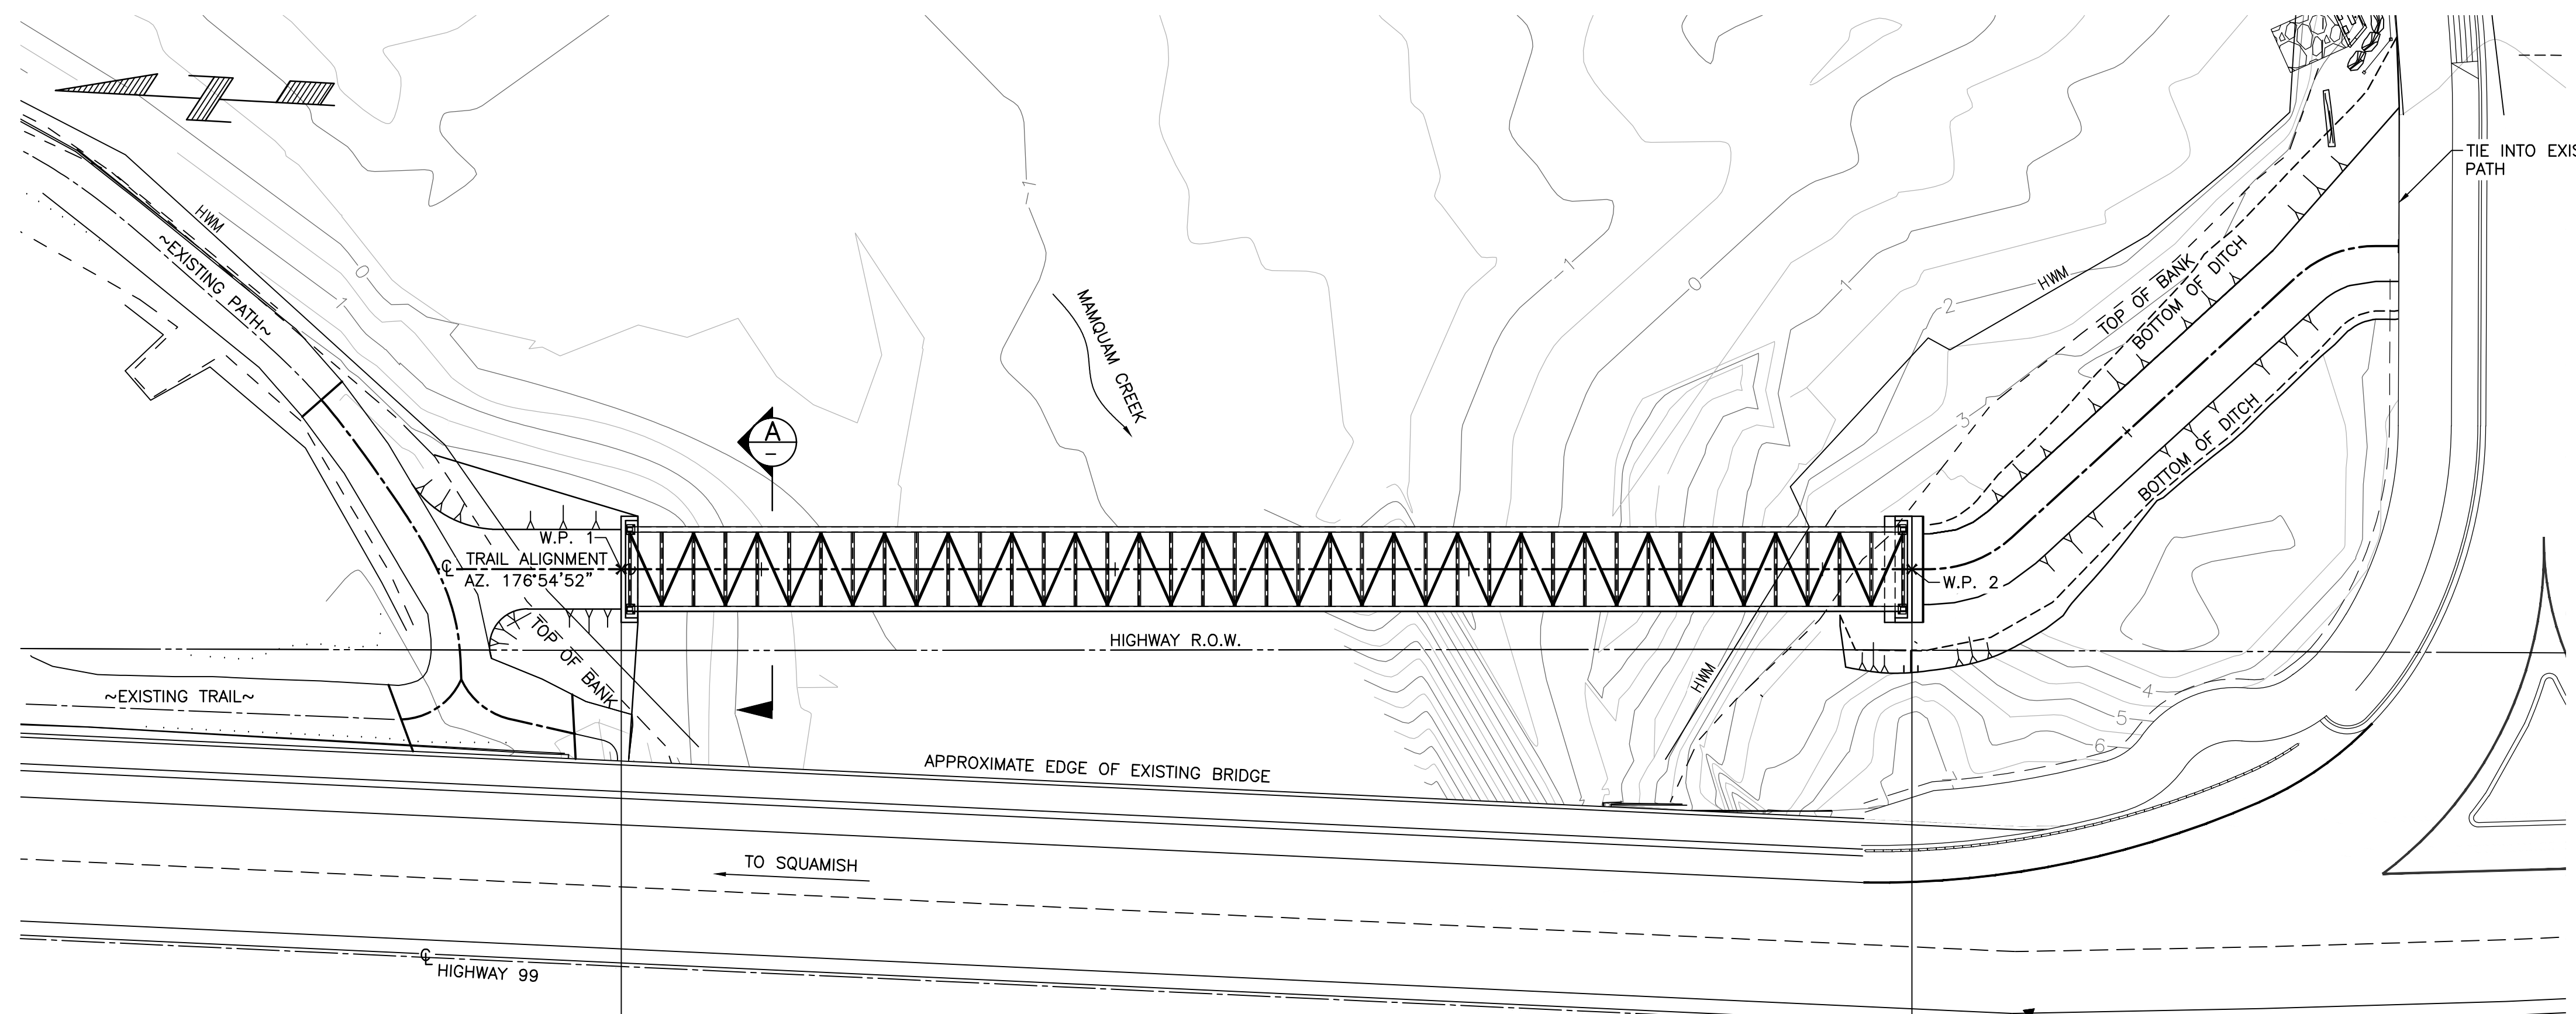 TIE INTO EXIS
PATH
HWM
~EXISTING PATH~
0
1
1
1
0
1
2
3
MAMQUAM CREEK
HWM
TOP OF BANK
BOTTOM OF DITCH
BOTTOM OF DITCH
A
-
W.P. 1
℄ TRAIL ALIGNMENT
AZ. 176°54'52"
W.P. 2
TOP OF BANK
HIGHWAY R.O.W.
HWM
~EXISTING TRAIL~
4
5
6
APPROXIMATE EDGE OF EXISTING BRIDGE
TO SQUAMISH
℄ HIGHWAY 99